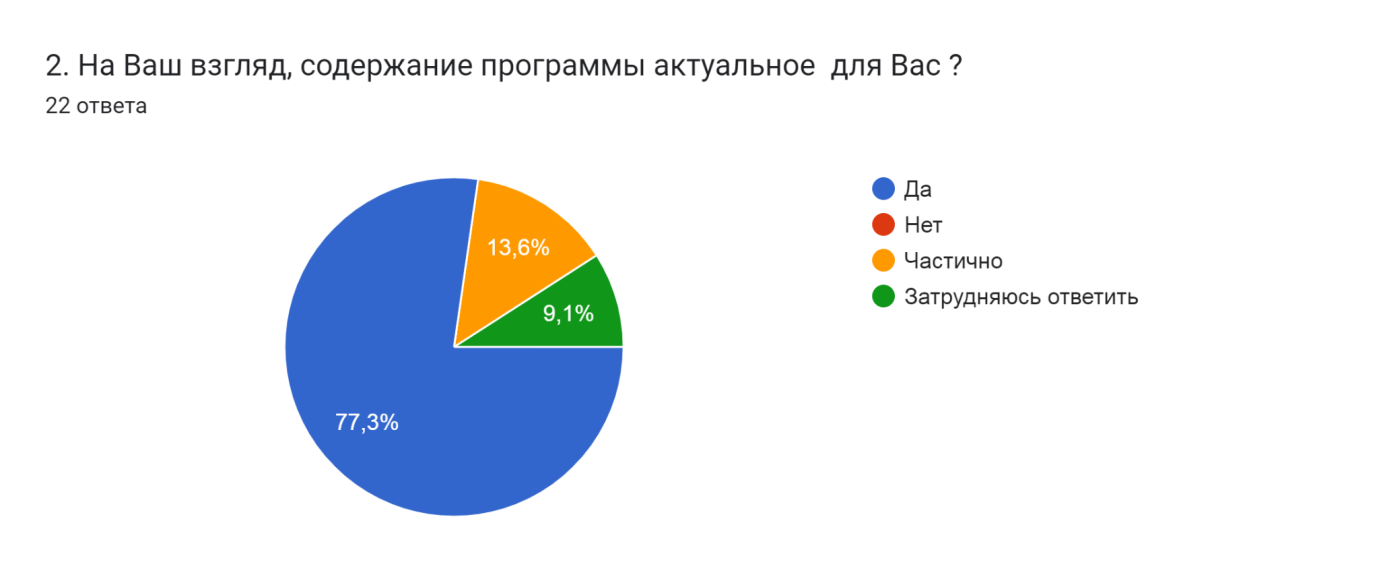 2. На Ваш взгляд, содержание программы актуальное  для Вас ?
22 ответа
Да
Нет
Частично
Затрудняюсь ответить
13,6%
9,1%
77,3%